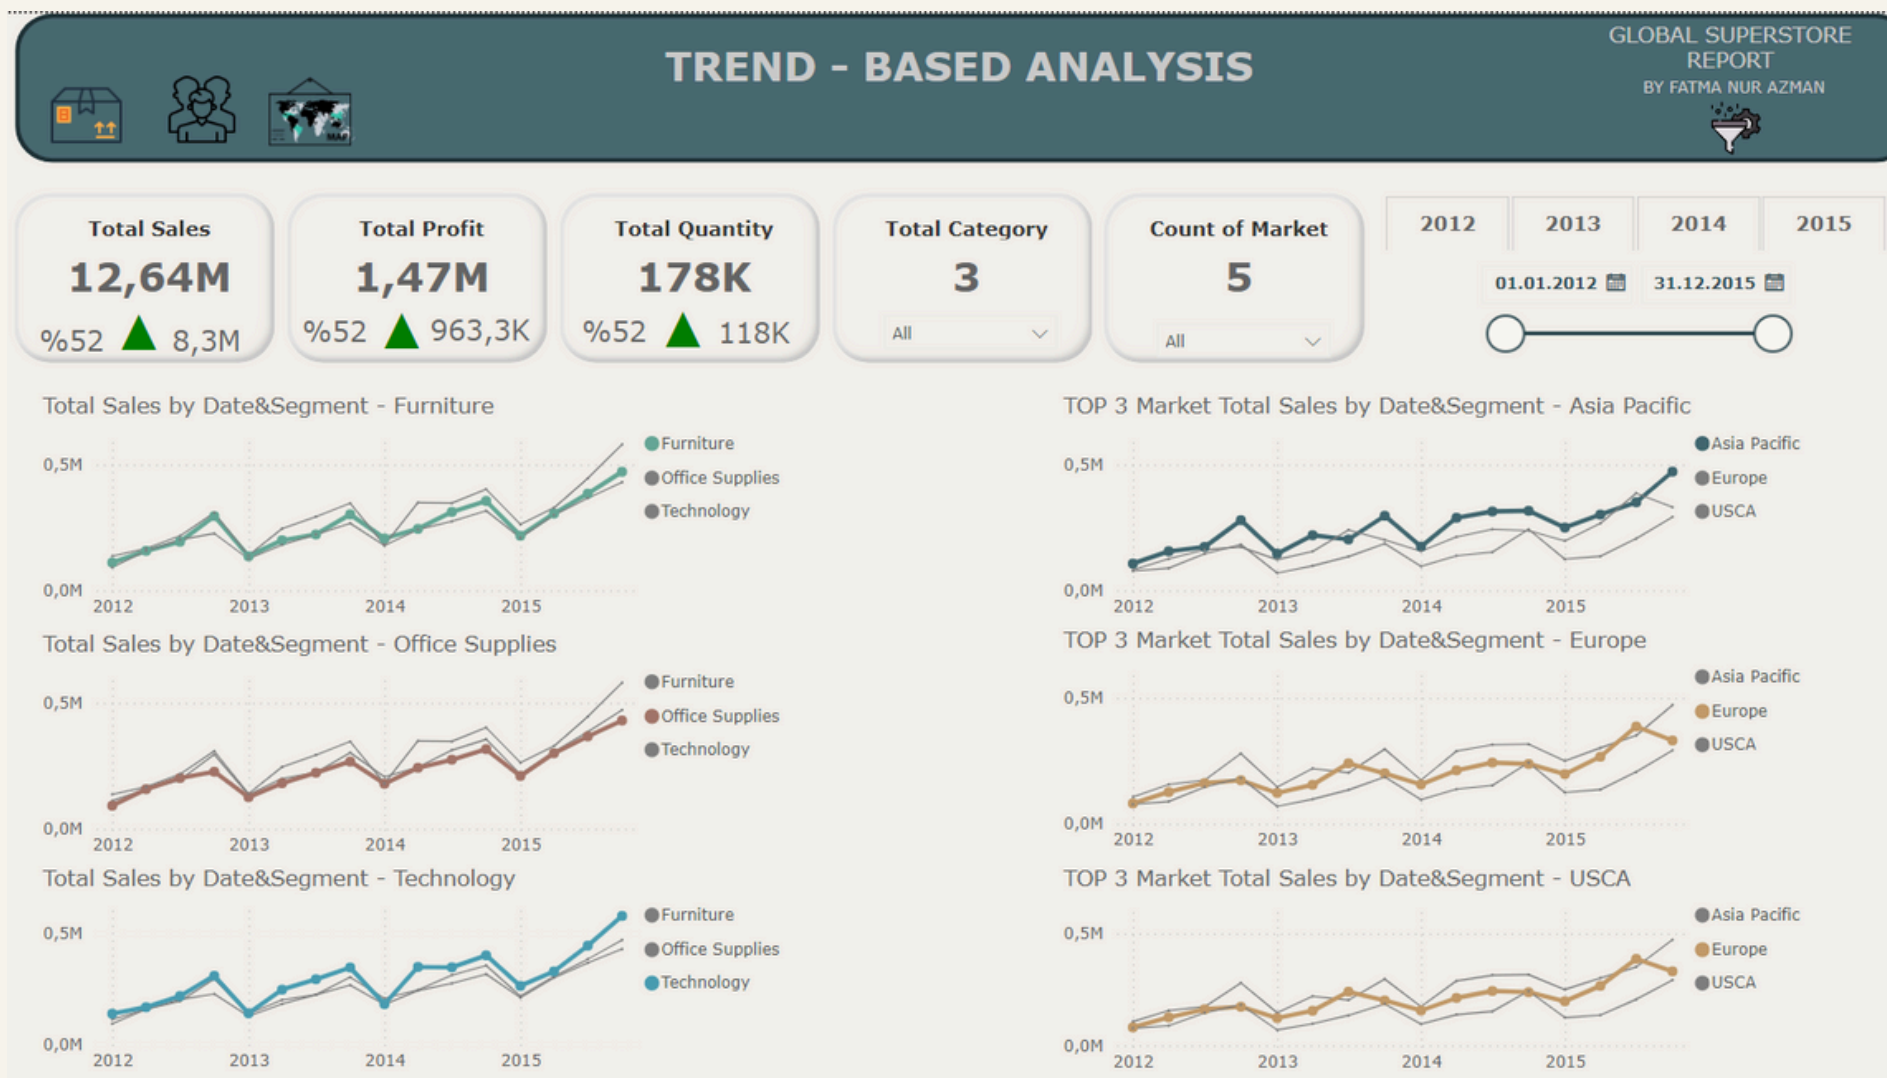 TREND - BASED ANALYSIS
GLOBAL SUPERSTORE
REPORT
BY FATMA NUR AZMAN
MAP
Total Sales
12,64M
%52 8,3M
Total Profit
1,47M
%52 963,3K
Total Quantity
178K
%52 118K
Total Category
3
All
Count of Market
5
All
2012 2013 2014 2015
01.01.2012 31.12.2015
Total Sales by Date&Segment - Furniture
0,5M
0,0M
2012 2013 2014 2015
Furniture
Office Supplies
Technology
TOP 3 Market Total Sales by Date&Segment - Asia Pacific
0,5M
0,0M
2012 2013 2014 2015
Asia Pacific
Europe
USCA
Total Sales by Date&Segment - Office Supplies
0,5M
0,0M
2012 2013 2014 2015
Furniture
Office Supplies
Technology
TOP 3 Market Total Sales by Date&Segment - Europe
0,5M
0,0M
2012 2013 2014 2015
Asia Pacific
Europe
USCA
Total Sales by Date&Segment - Technology
0,5M
0,0M
2012 2013 2014 2015
Furniture
Office Supplies
Technology
TOP 3 Market Total Sales by Date&Segment - USCA
0,5M
0,0M
2012 2013 2014 2015
Asia Pacific
Europe
USCA